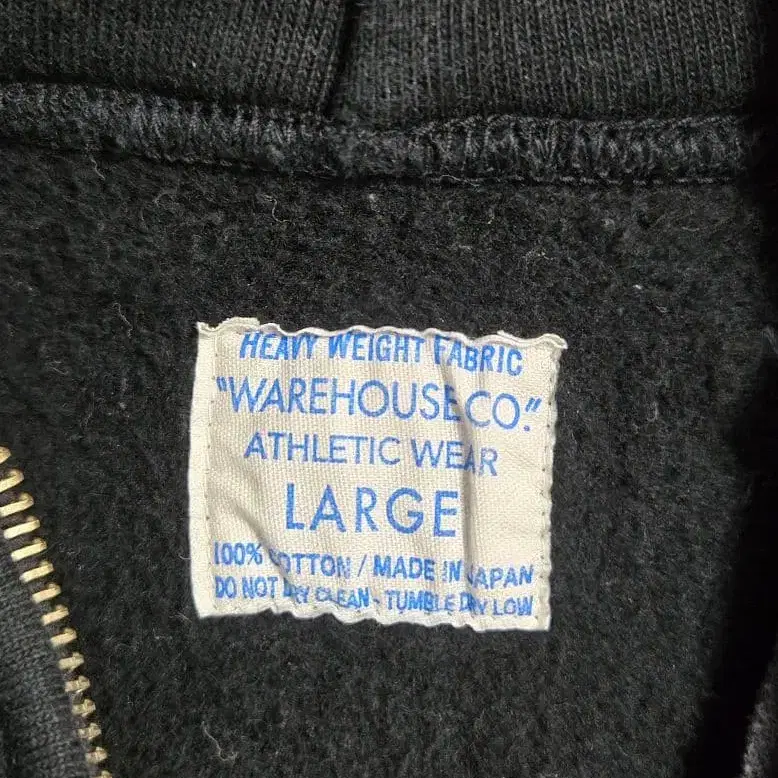 HEAVY WEIGHT FABRIC
"WAREHOUSE CO."
ATHLETIC WEAR
LARGE
100% COTTON / MADE IN JAPAN
DO NOT DRY CLEAN - TUMBLE DRY LOW